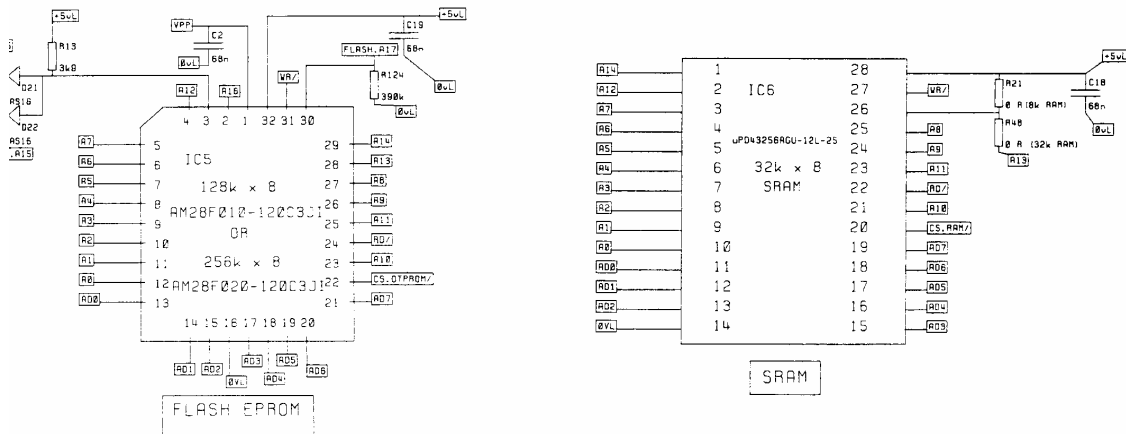 +5vL
R13
3k9
D21
AS16
D22
AS16
.A15
VPP
C2
68n
0vL
A12
A16
WR/
+5vL
C19
68n
0vL
FLASH.A17
R124
390k
0vL
4 3 2 1 32 31 30
A7 5
A6 6
A5 7
A4 8
A3 9
A2 10
A1 11
A0 12
AD0 13
IC5
128k x 8
AM28F010-120C3JI
OR
256k x 8
AM28F020-120C3JI
29 A14
28 A13
27 A8
26 A9
25 A11
24 RD/
23 A10
22 CS.OTPROM/
21 AD7
14 15 16 17 18 19 20
AD1 AD2 0VL AD3 AD4 AD5 AD6
FLASH EPROM
A14 1
A12 2
A7 3
A6 4
A5 5
A4 6
A3 7
A2 8
A1 9
A0 10
AD0 11
AD1 12
AD2 13
0VL 14
IC6
uPD43256AGU-12L-25
32k x 8
SRAM
28
27 WR/
26
25 A8
24 A9
23 A11
22 RD/
21 A10
20 CS.RAM/
19 AD7
18 AD6
17 AD5
16 AD4
15 AD3
+5vL
R21
0 R (8k RAM)
R48
0 R (32k RAM)
A13
C18
68n
0vL
SRAM